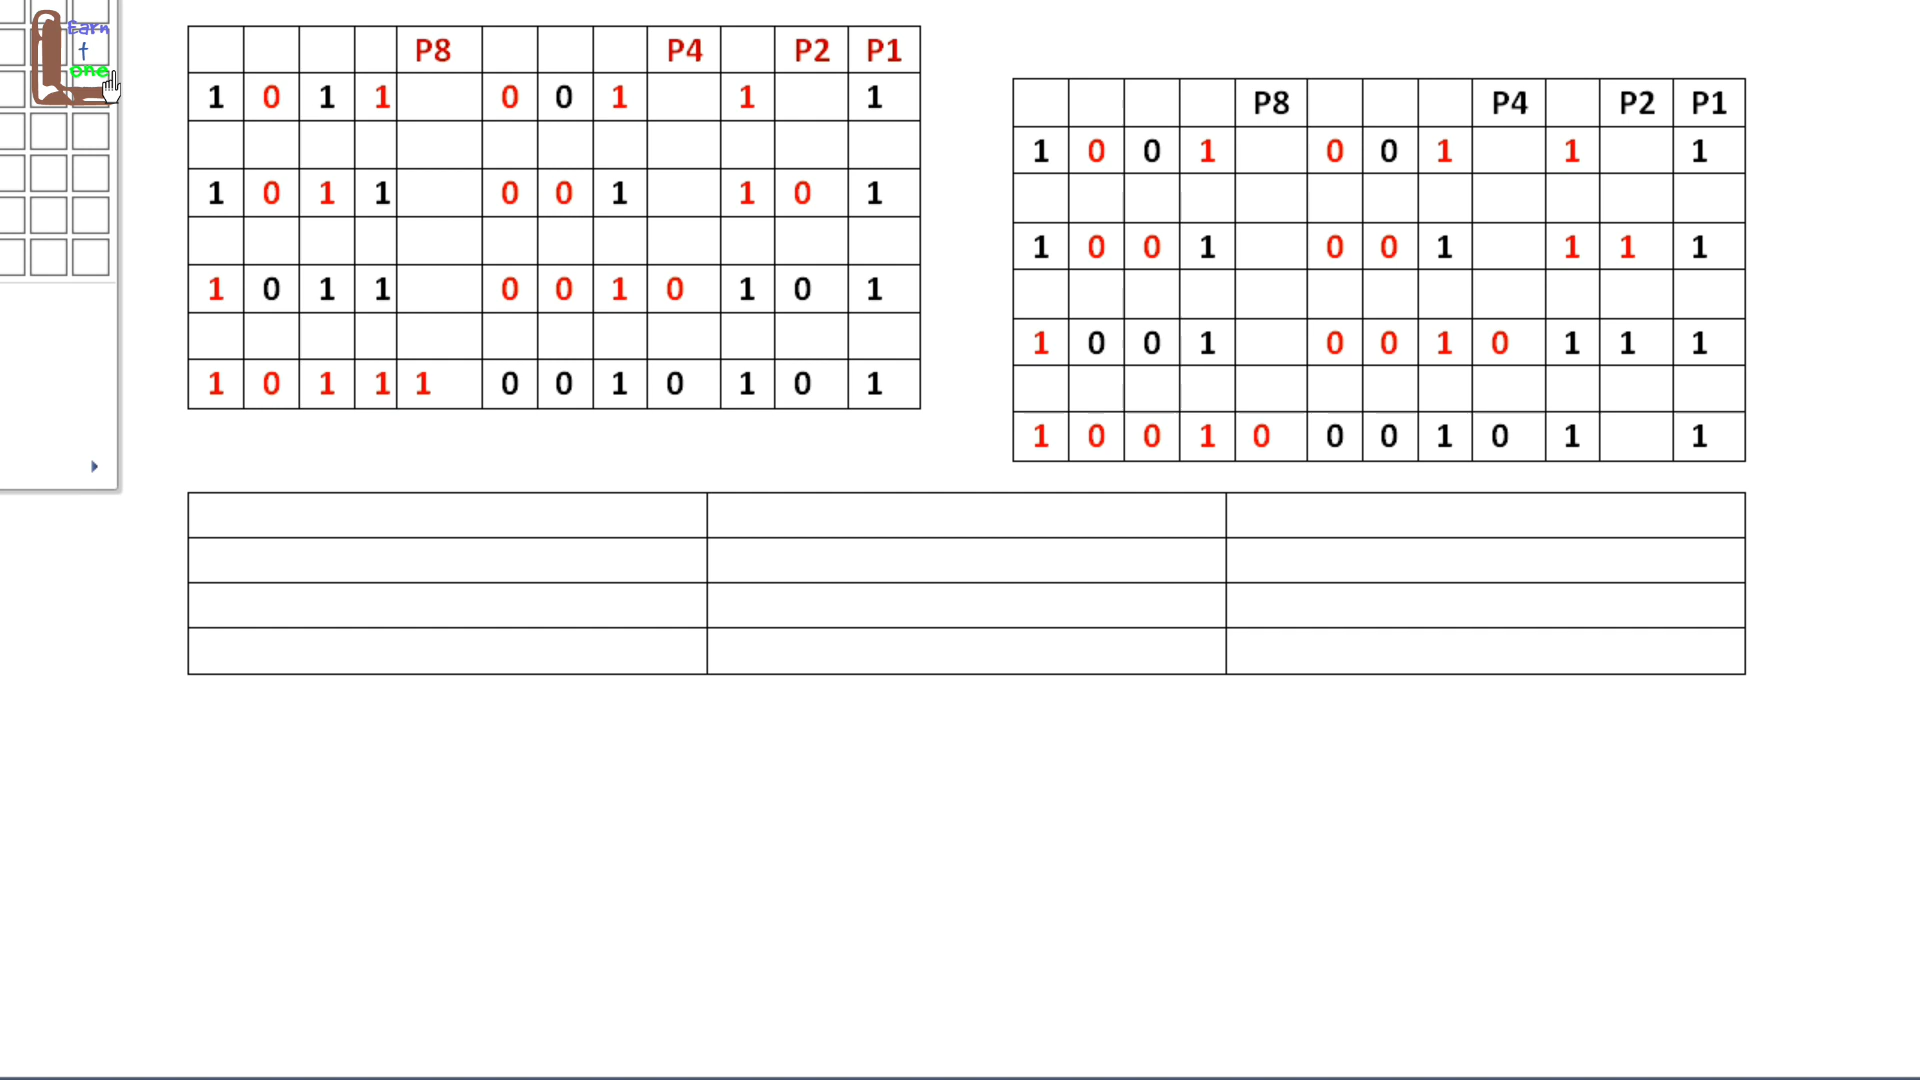 Earn
t
one
P8 P4 P2 P1
1 0 1 1 0 0 1 1 1
1 0 1 1 0 0 1 1 0 1
1 0 1 1 0 0 1 0 1 0 1
1 0 1 1 1 0 0 1 0 1 0 1
P8 P4 P2 P1
1 0 0 1 0 0 1 1 1
1 0 0 1 0 0 1 1 1 1
1 0 0 1 0 0 1 0 1 1 1
1 0 0 1 0 0 0 1 0 1 1